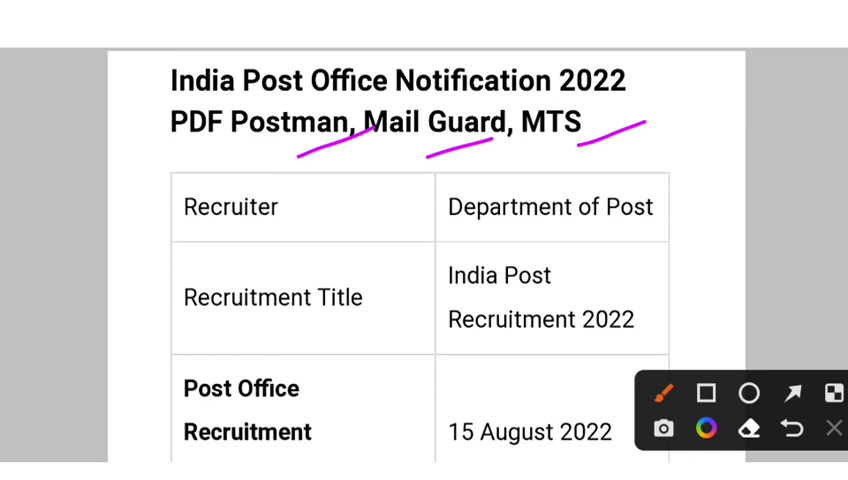 India Post Office Notification 2022
PDF Postman, Mail Guard, MTS
Recruiter
Department of Post
Recruitment Title
India Post
Recruitment 2022
Post Office
Recruitment
15 August 2022